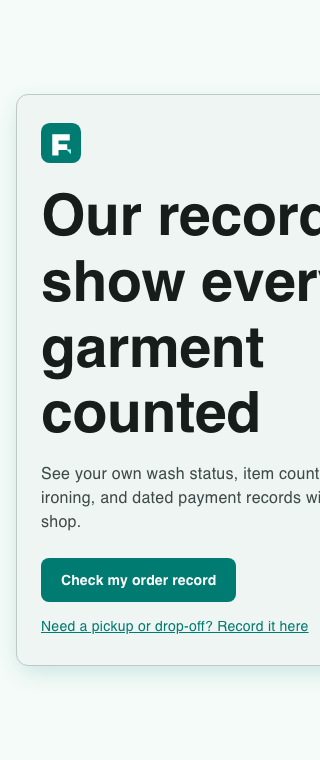 F
Our record
show every
garment
counted
See your own wash status, item count
ironing, and dated payment records wi
shop.
Check my order record
Need a pickup or drop-off? Record it here